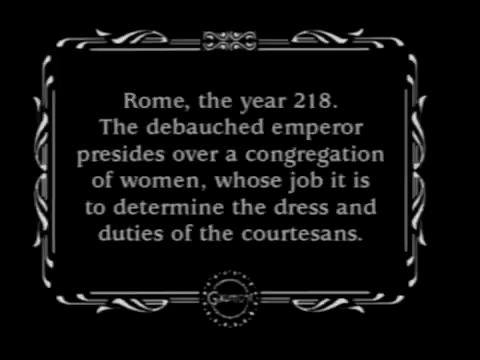 Rome, the year 218.
The debauched emperor
presides over a congregation
of women, whose job it is
to determine the dress and
duties of the courtesans.